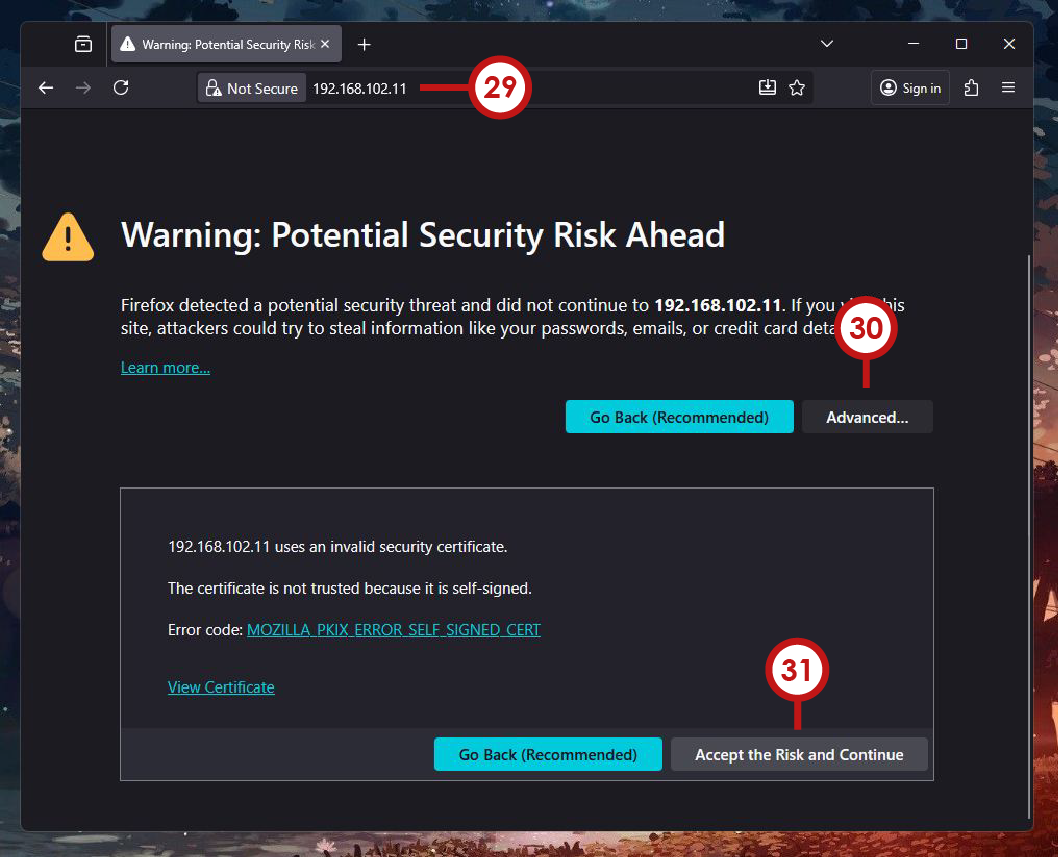 Warning: Potential Security Risk
Not Secure
192.168.102.11
29
Sign in
Warning: Potential Security Risk Ahead
Firefox detected a potential security threat and did not continue to 192.168.102.11. If you his
site, attackers could try to steal information like your passwords, emails, or credit card deta
30
Learn more...
Go Back (Recommended)
Advanced...
192.168.102.11 uses an invalid security certificate.
The certificate is not trusted because it is self-signed.
Error code: MOZILLA_PKIX_ERROR_SELF_SIGNED_CERT
31
View Certificate
Go Back (Recommended)
Accept the Risk and Continue